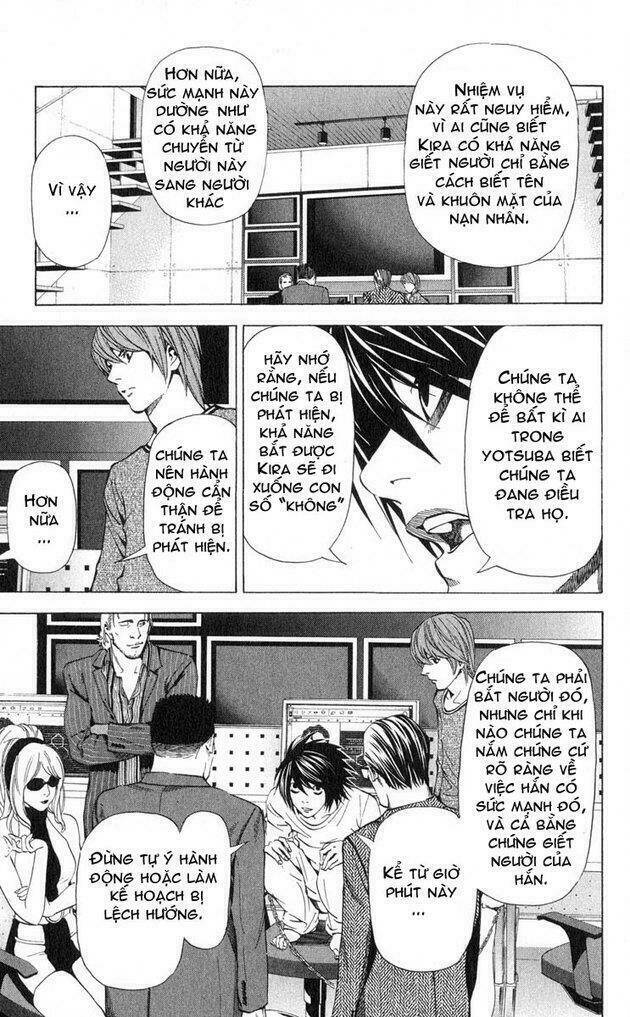 NHIỆM VỤ
NÀY RẤT NGUY HIỂM,
VÌ AI CŨNG BIẾT
KIRA CÓ KHẢ NĂNG
GIẾT NGƯỜI CHỈ BẰNG
CÁCH BIẾT TÊN
VÀ KHUÔN MẶT CỦA
NẠN NHÂN.
HƠN NỮA,
SỨC MẠNH NÀY
DƯỜNG NHƯ
CÓ KHẢ NĂNG
CHUYỂN TỪ
NGƯỜI NÀY
SANG NGƯỜI
KHÁC
VÌ VẬY
...
CHÚNG TA
KHÔNG THỂ
ĐỂ BẤT KÌ AI
TRONG
YOTSUBA BIẾT
CHÚNG TA
ĐANG ĐIỀU
TRA HỌ.
HÃY NHỚ
RẰNG, NẾU
CHÚNG TA BỊ
PHÁT HIỆN,
KHẢ NĂNG
BẮT ĐƯỢC
KIRA SẼ ĐI
XUỐNG CON
SỐ "KHÔNG"
CHÚNG TA
NÊN HÀNH
ĐỘNG CẨN
THẬN ĐỂ
TRÁNH BỊ
PHÁT HIỆN.
HƠN
NỮA
...
CHÚNG TA PHẢI
BẮT NGƯỜI ĐÓ,
NHƯNG CHỈ KHI
NÀO CHÚNG TA
NẮM CHỨNG CỨ
RÕ RÀNG VỀ
VIỆC HẮN CÓ
SỨC MẠNH ĐÓ,
VÀ CẢ BẰNG
CHỨNG GIẾT
NGƯỜI CỦA
HẮN.
KỂ TỪ GIỜ
PHÚT NÀY
...
ĐỪNG TỰ Ý HÀNH
ĐỘNG HOẶC LÀM
KẾ HOẠCH BỊ
LỆCH HƯỚNG.